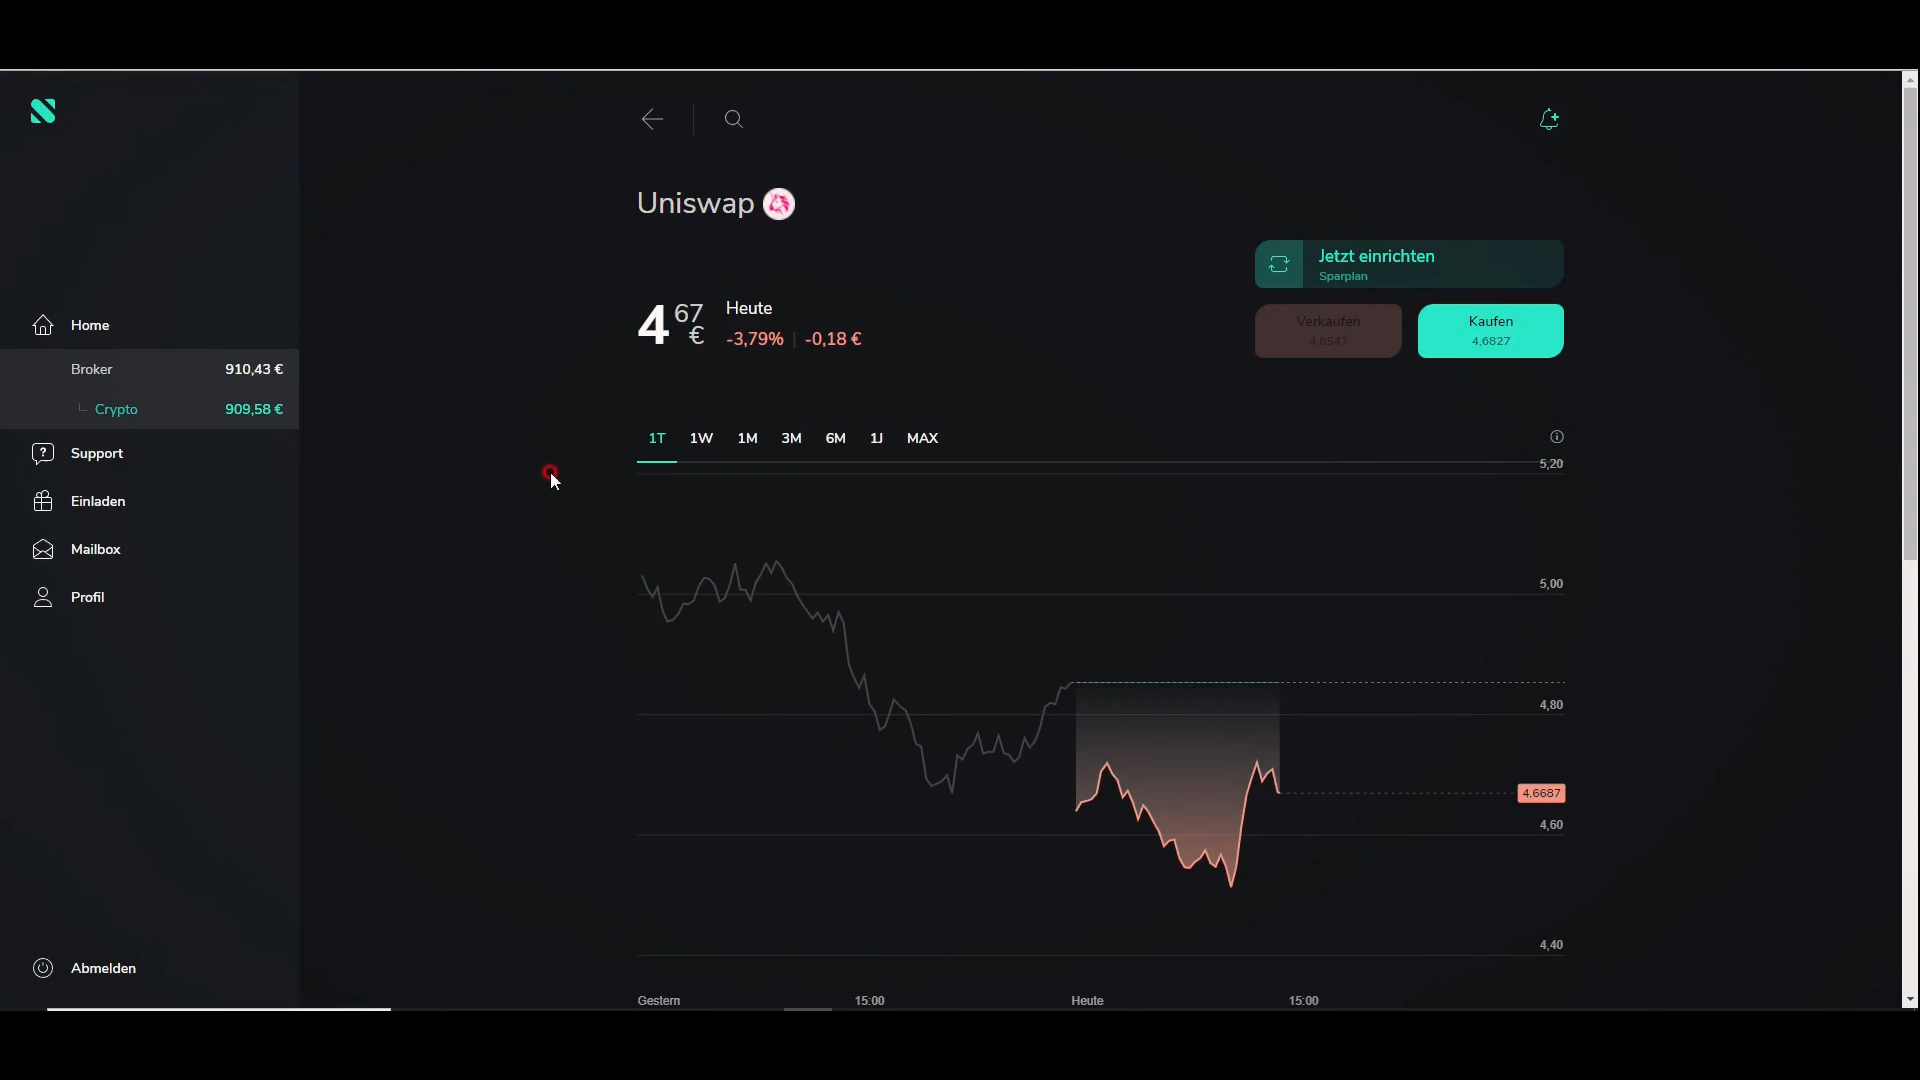 Uniswap
Jetzt einrichten
Sparplan
4 67 €
Heute
-3,79% | -0,18 €
Verkaufen
4,6547
Kaufen
4,6827
Home
Broker 910,43 €
Crypto 909,58 €
Support
Einladen
Mailbox
Profil
Abmelden
1T 1W 1M 3M 6M 1J MAX
5,20
5,00
4,80
4.6687
4,60
4,40
Gestern 15:00 Heute 15:00